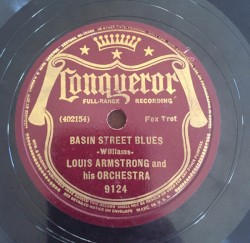 Conqueror
FULL-RANGE RECORDING
(402154) Fox Trot
BASIN STREET BLUES
-Williams-
LOUIS ARMSTRONG and
his ORCHESTRA
9124